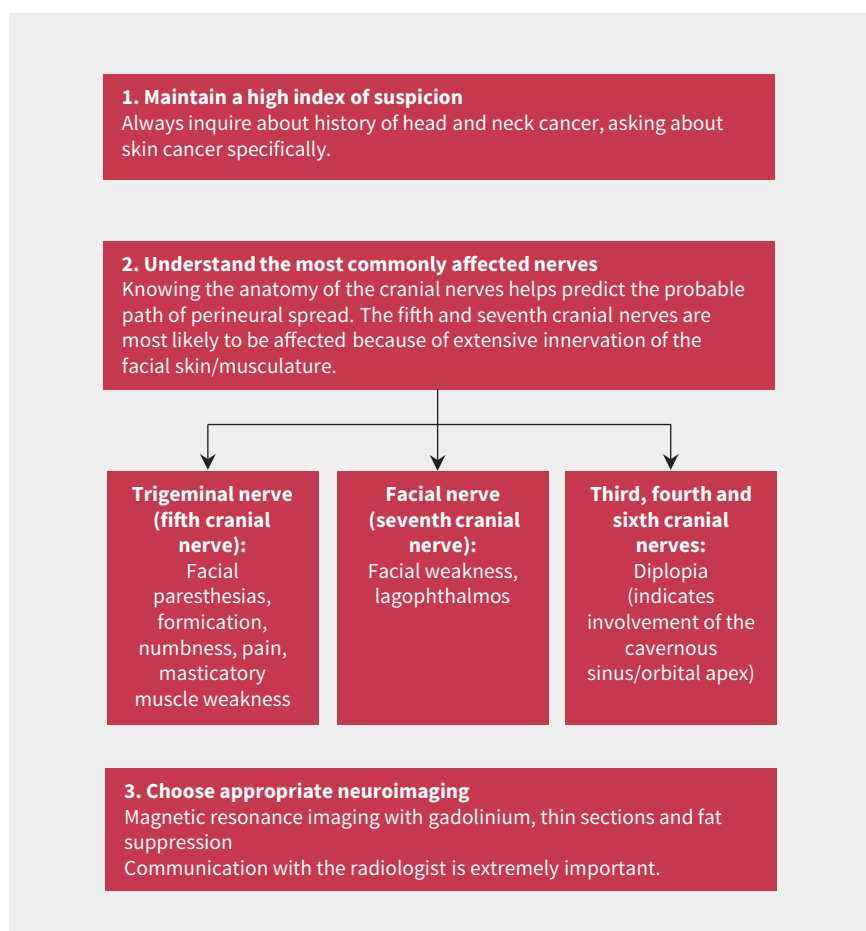 1. Maintain a high index of suspicion
Always inquire about history of head and neck cancer, asking about
skin cancer specifically.
2. Understand the most commonly affected nerves
Knowing the anatomy of the cranial nerves helps predict the probable
path of perineural spread. The fifth and seventh cranial nerves are
most likely to be affected because of extensive innervation of the
facial skin/musculature.
Trigeminal nerve
(fifth cranial
nerve):
Facial
paresthesias,
formication,
numbness, pain,
masticatory
muscle weakness
Facial nerve
(seventh cranial
nerve):
Facial weakness,
lagophthalmos
Third, fourth and
sixth cranial
nerves:
Diplopia
(indicates
involvement of the
cavernous
sinus/orbital apex)
3. Choose appropriate neuroimaging
Magnetic resonance imaging with gadolinium, thin sections and fat
suppression
Communication with the radiologist is extremely important.